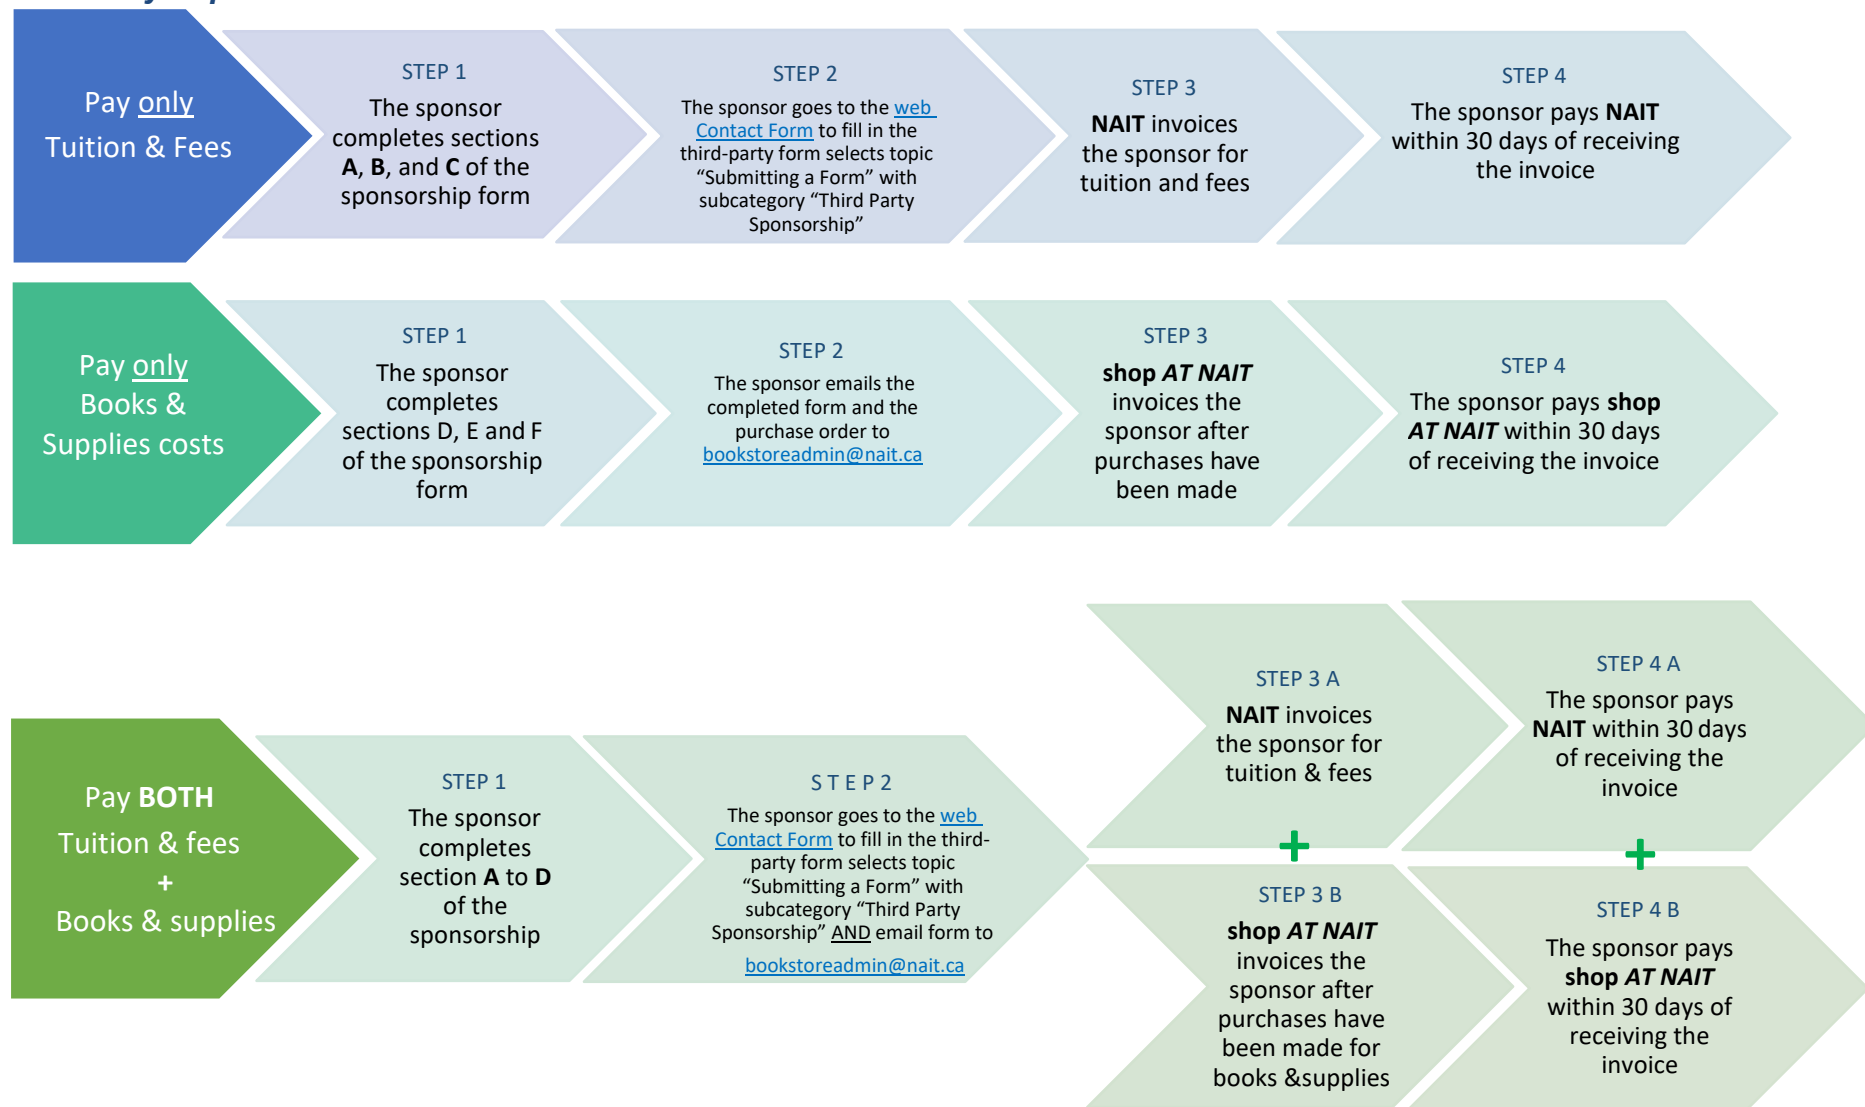 Pay only
Tuition & Fees
STEP 1
The sponsor
completes sections
A, B, and C of the
sponsorship form
STEP 2
The sponsor goes to the web
Contact Form to fill in the
third-party form selects topic
“Submitting a Form” with
subcategory “Third Party
Sponsorship”
STEP 3
NAIT invoices
the sponsor for
tuition and fees
STEP 4
The sponsor pays NAIT
within 30 days of receiving
the invoice
Pay only
Books &
Supplies costs
STEP 1
The sponsor
completes
sections D, E and F
of the sponsorship
form
STEP 2
The sponsor emails the
completed form and the
purchase order to
bookstoreadmin@nait.ca
STEP 3
shop AT NAIT
invoices the
sponsor after
purchases have
been made
STEP 4
The sponsor pays shop
AT NAIT within 30 days
of receiving the invoice
Pay BOTH
Tuition & fees
+
Books & supplies
STEP 1
The sponsor
completes
section A to D
of the
sponsorship
S T E P 2
The sponsor goes to the web
Contact Form to fill in the third-
party form selects topic
“Submitting a Form” with
subcategory “Third Party
Sponsorship” AND email form to
bookstoreadmin@nait.ca
STEP 3 A
NAIT invoices
the sponsor for
tuition & fees
+
STEP 3 B
shop AT NAIT
invoices the
sponsor after
purchases have
been made for
books &supplies
STEP 4 A
The sponsor pays
NAIT within 30 days
of receiving the
invoice
+
STEP 4 B
The sponsor pays
shop AT NAIT
within 30 days of
receiving the
invoice